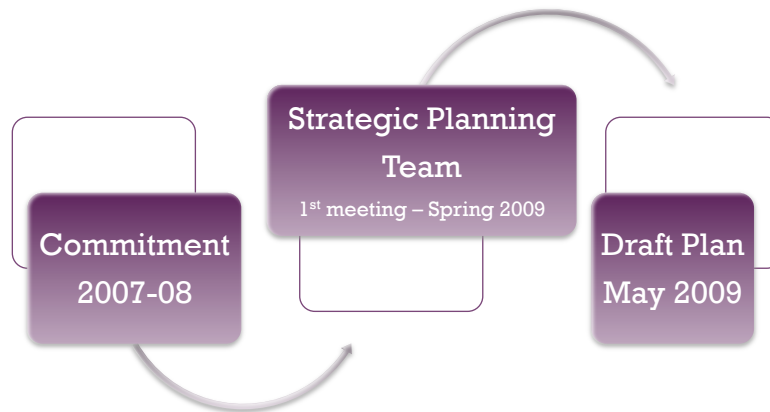 Commitment
2007-08
Strategic Planning
Team
1st meeting – Spring 2009
Draft Plan
May 2009